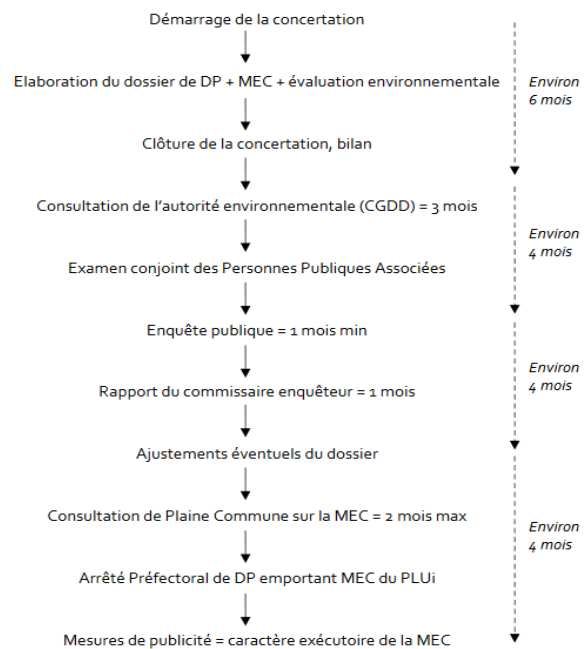 Démarrage de la concertation
Elaboration du dossier de DP + MEC + évaluation environnementale
Environ
6 mois
Clôture de la concertation, bilan
Consultation de l'autorité environnementale (CGDD) = 3 mois
Environ
4 mois
Examen conjoint des Personnes Publiques Associées
Enquête publique = 1 mois min
Environ
4 mois
Rapport du commissaire enquêteur = 1 mois
Ajustements éventuels du dossier
Consultation de Plaine Commune sur la MEC = 2 mois max
Environ
4 mois
Arrêté Préfectoral de DP emportant MEC du PLUi
Mesures de publicité = caractère exécutoire de la MEC